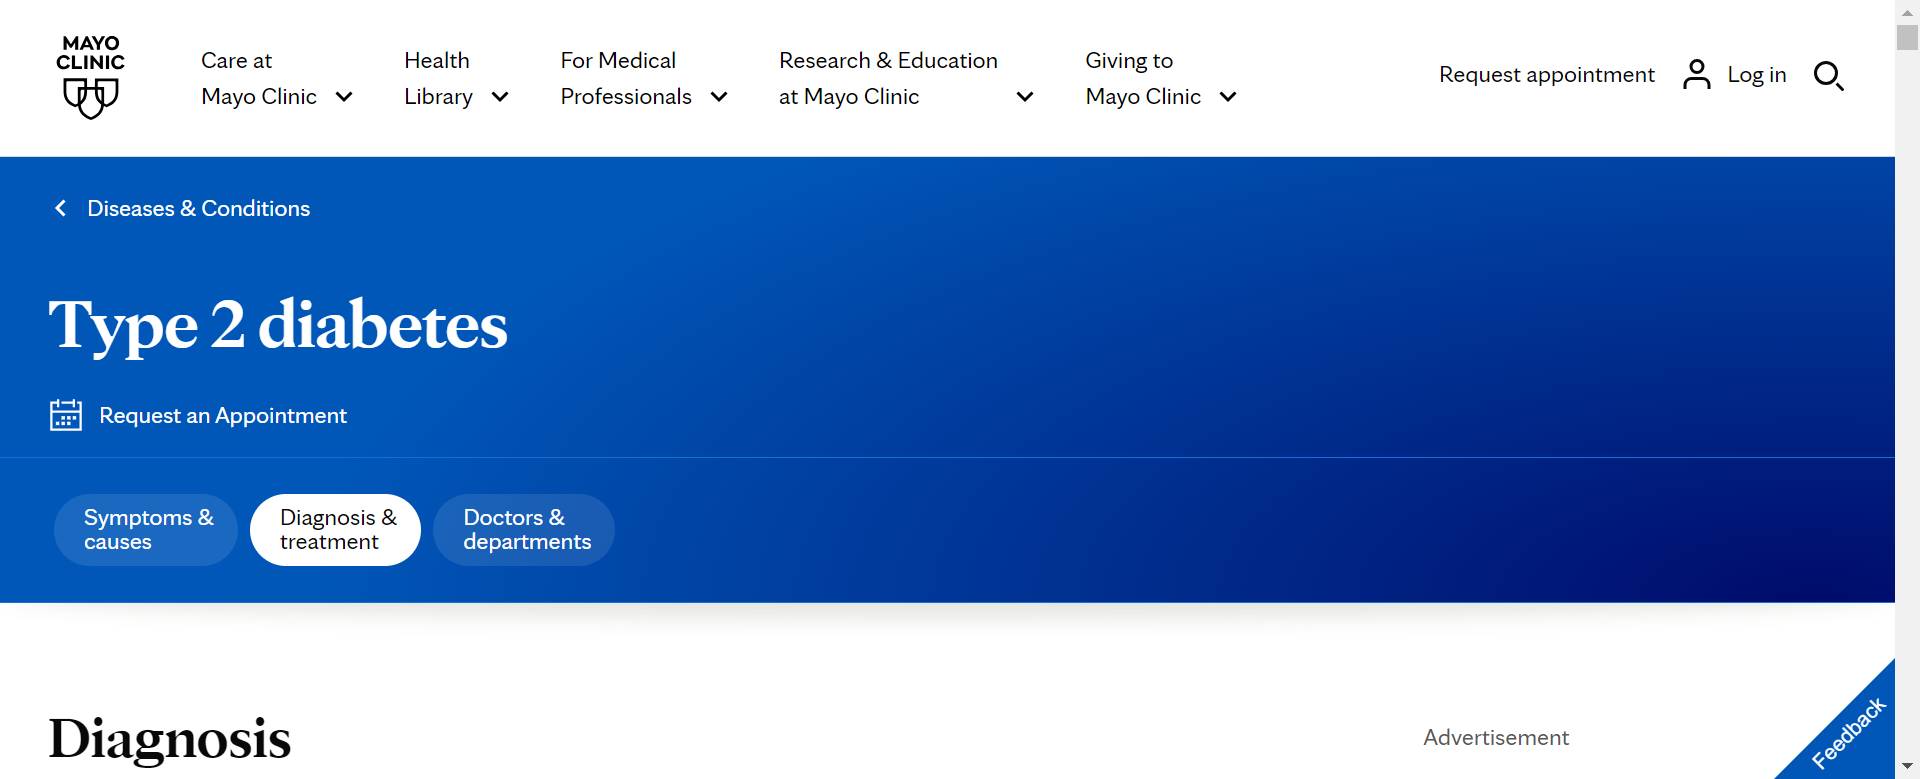 MAYO
CLINIC
Care at
Mayo Clinic
Health
Library
For Medical
Professionals
Research & Education
at Mayo Clinic
Giving to
Mayo Clinic
Request appointment
Log in
Diseases & Conditions
Type 2 diabetes
Request an Appointment
Symptoms &
causes
Diagnosis &
treatment
Doctors &
departments
Diagnosis
Advertisement
Feedback